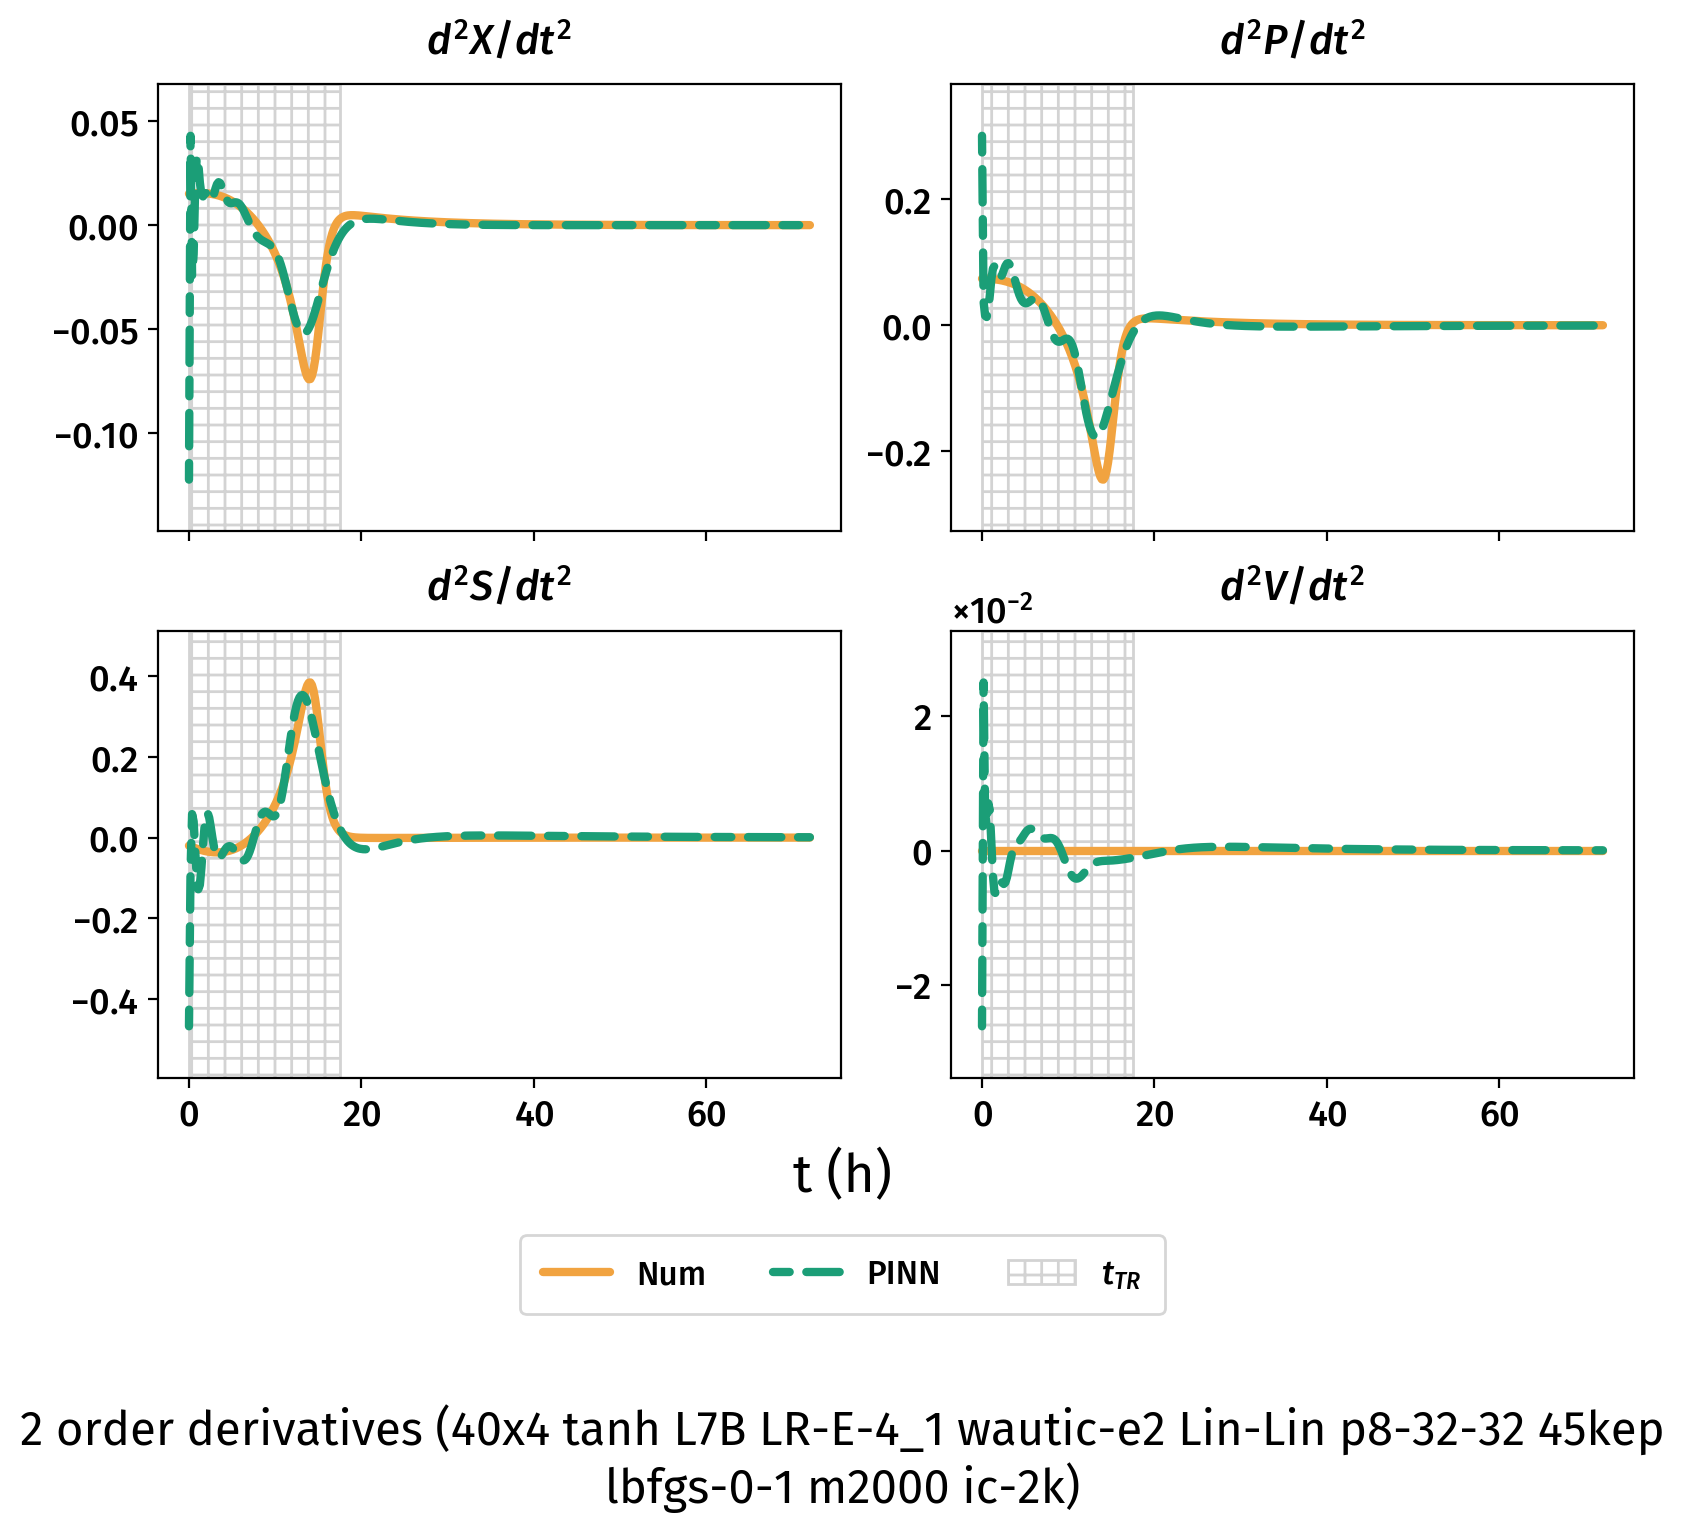 d²X/dt²
d²P/dt²
0.05
0.00
−0.05
−0.10
0.2
0.0
−0.2
d²S/dt²
d²V/dt²
×10⁻²
0.4
0.2
0.0
−0.2
−0.4
2
0
−2
0 20 40 60
0 20 40 60
t (h)
Num PINN t_TR
2 order derivatives (40x4 tanh L7B LR-E-4_1 wautic-e2 Lin-Lin p8-32-32 45kep
lbfgs-0-1 m2000 ic-2k)